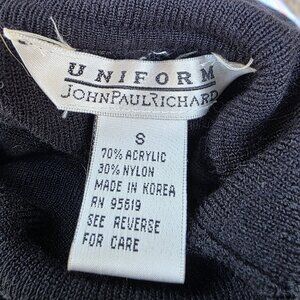 UNIFORM
JOHNPAULRICHARD
S
70% ACRYLIC
30% NYLON
MADE IN KOREA
RN 95619
SEE REVERSE
FOR CARE